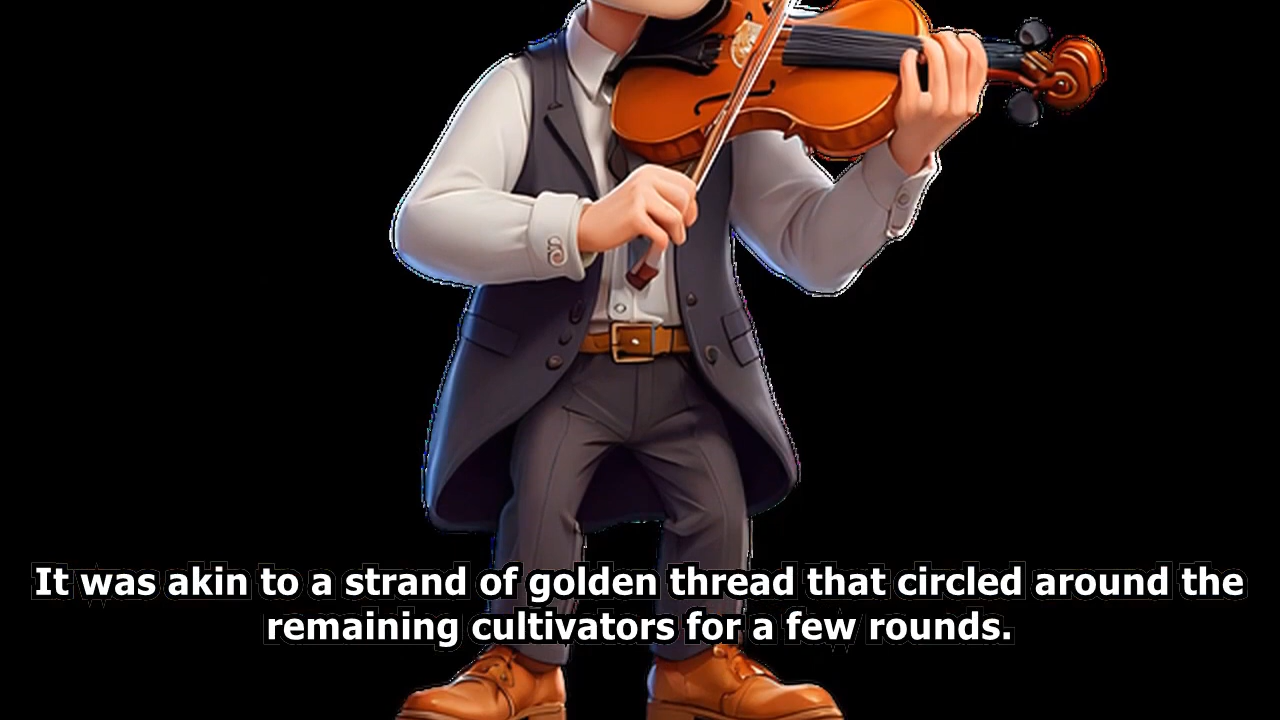 It was akin to a strand of golden thread that circled around the
remaining cultivators for a few rounds.